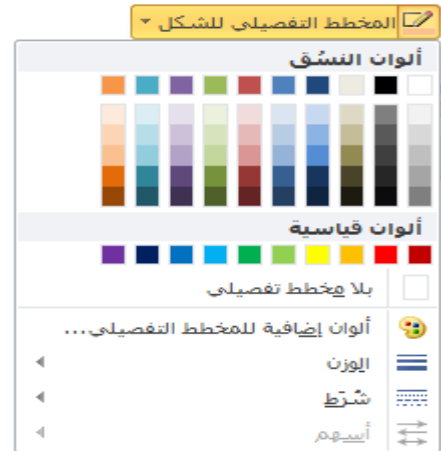 المخطط التفصيلي للشكل
ألوان النسُق
ألوان قياسية
بلا مخطط تفصيلي
ألوان إضافية للمخطط التفصيلي...
الوزن
شُرَط
أسهم